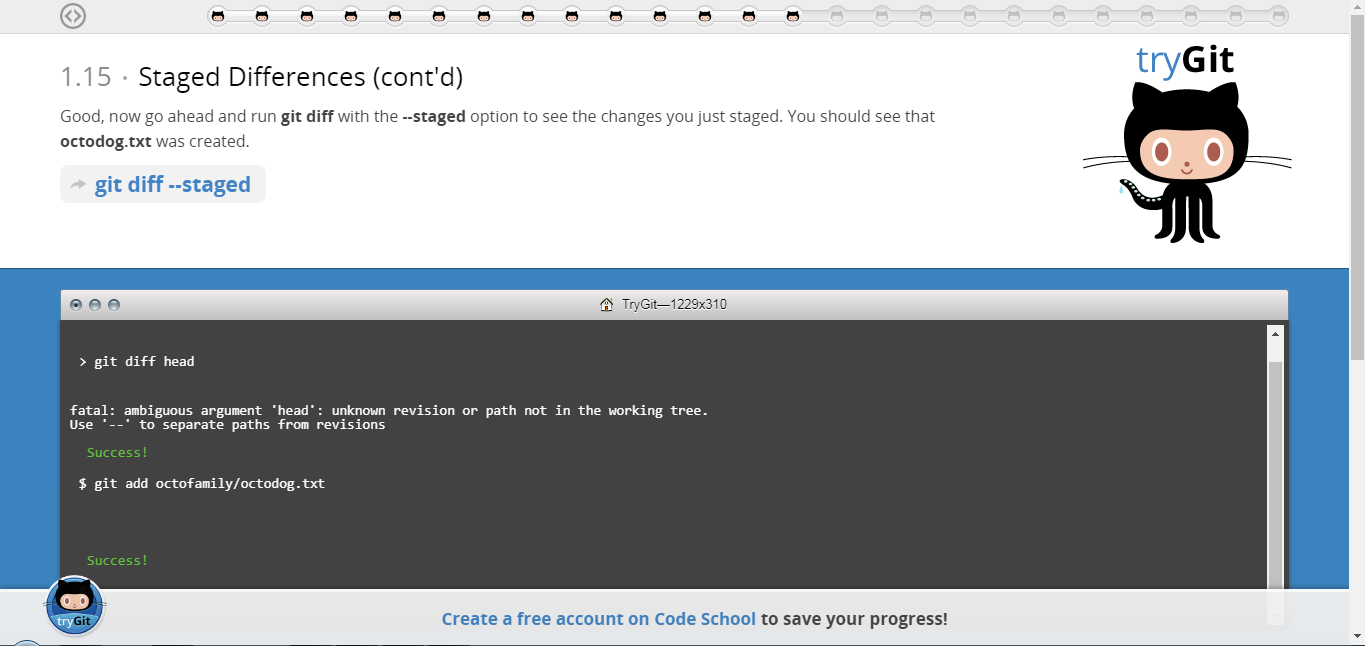 1.15 · Staged Differences (cont'd)
Good, now go ahead and run git diff with the --staged option to see the changes you just staged. You should see that
octodog.txt was created.
git diff --staged
tryGit
TryGit—1229x310
> git diff head
fatal: ambiguous argument 'head': unknown revision or path not in the working tree.
Use '--' to separate paths from revisions
Success!
$ git add octofamily/octodog.txt
Success!
tryGit
Create a free account on Code School to save your progress!